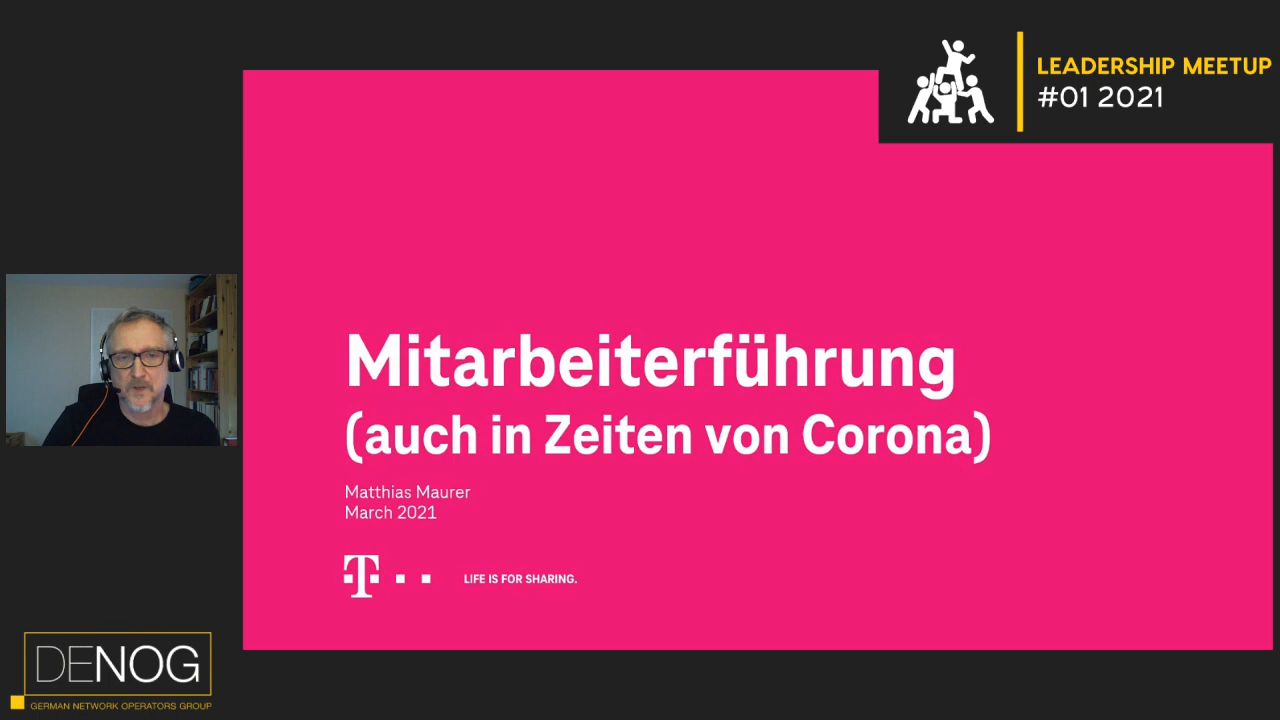 LEADERSHIP MEETUP
#01 2021
Mitarbeiterführung
(auch in Zeiten von Corona)
Matthias Maurer
March 2021
T
LIFE IS FOR SHARING.
DENOG
GERMAN NETWORK OPERATORS GROUP